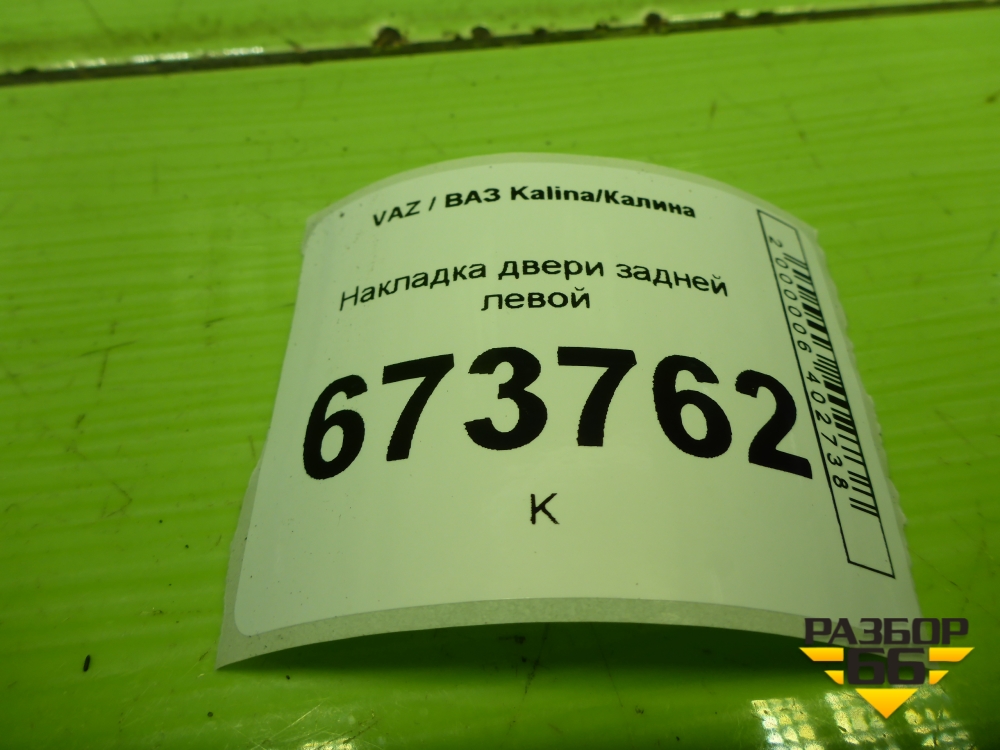 VAZ / ВАЗ Kalina/Калина
Накладка двери задней
левой
673762
К
2000006402738
РАЗБОР
66